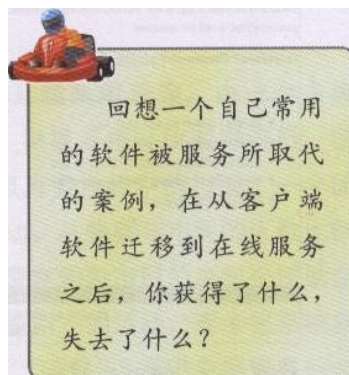 回想一个自己常用
的软件被服务所取代
的案例，在从客户端
软件迁移到在线服务
之后，你获得了什么，
失去了什么？